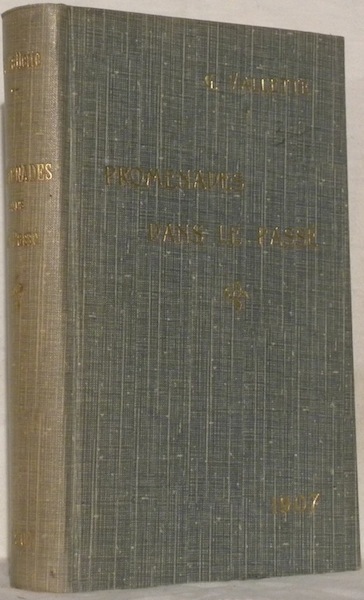 G. VALLETTE
PROMENADES
DANS LE PASSÉ
1907